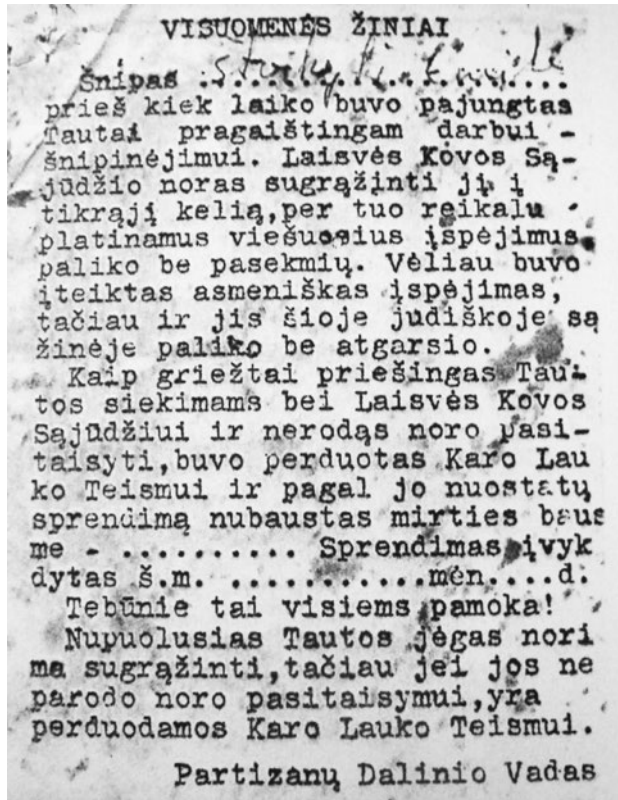 VISUOMENĖS ŽINIAI
Šnipas ......................
prieš kiek laiko buvo pajungtas
Tautai pragaištingam darbui -
šnipinėjimui. Laisvės Kovos Są-
jūdžio noras sugrąžinti jį į
tikrąjį kelią,per tuo reikalu
platinamus viešuosius įspėjimus
paliko be pasekmių. Vėliau buvo
įteiktas asmeniškas įspėjimas,
tačiau ir jis šioje judiškoje są
žinėje paliko be atgarsio.
Kaip griežtai priešingas Tau-
tos siekimams bei Laisvės Kovos
Sąjūdžiui ir nerodąs noro pasi-
taisyti,buvo perduotas Karo Lau
ko Teismui ir pagal jo nuostatų
sprendimą nubaustas mirties baus
me - ........... Sprendimas įvyk
dytas š.m. ............mėn....d.
Tebūnie tai visiems pamoka!
Nupuolusias Tautos jėgas nori
ma sugrąžinti,tačiau jei jos ne
parodo noro pasitaisymui,yra
perduodamos Karo Lauko Teismui.
Partizanų Dalinio Vadas